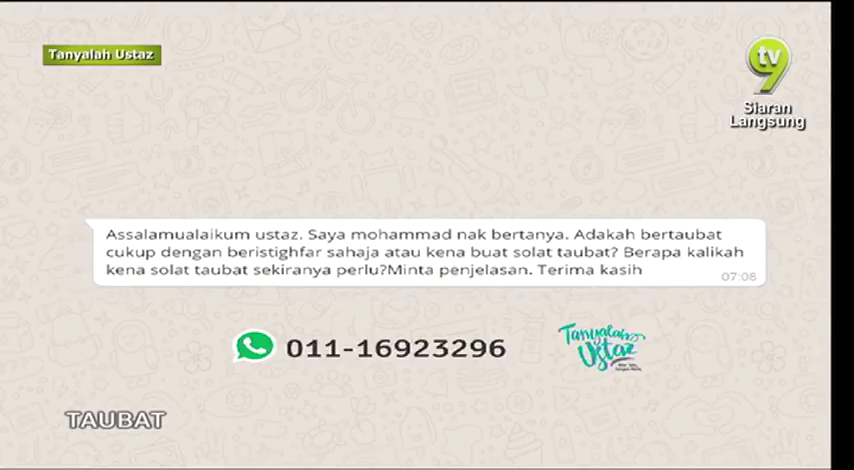 Tanyalah Ustaz
tv
9
Siaran
Langsung
Assalamualaikum ustaz. Saya mohammad nak bertanya. Adakah bertaubat
cukup dengan beristighfar sahaja atau kena buat solat taubat? Berapa kalikah
kena solat taubat sekiranya perlu?Minta penjelasan. Terima kasih
07:08
011-16923296
Tanyalah
Ustaz
TAUBAT